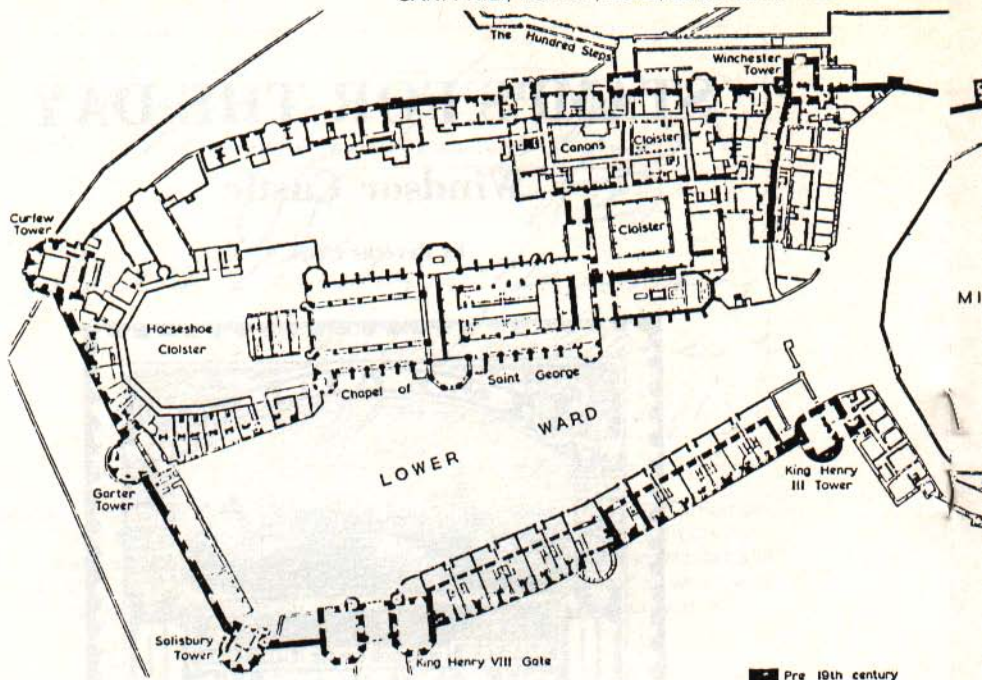 The Hundred Steps
Winchester
Tower
Canons
Cloister
Curfew
Tower
Cloister
Horseshoe
Cloister
Chapel of Saint George
LOWER WARD
Garter
Tower
King Henry
III Tower
Salisbury
Tower
King Henry VIII Gate
Pre 19th century